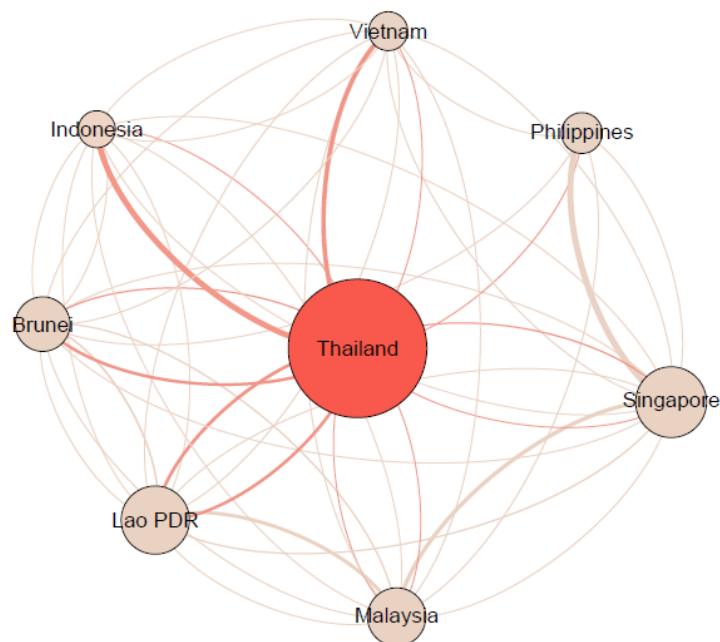 Vietnam
Indonesia
Philippines
Brunei
Thailand
Singapore
Lao PDR
Malaysia